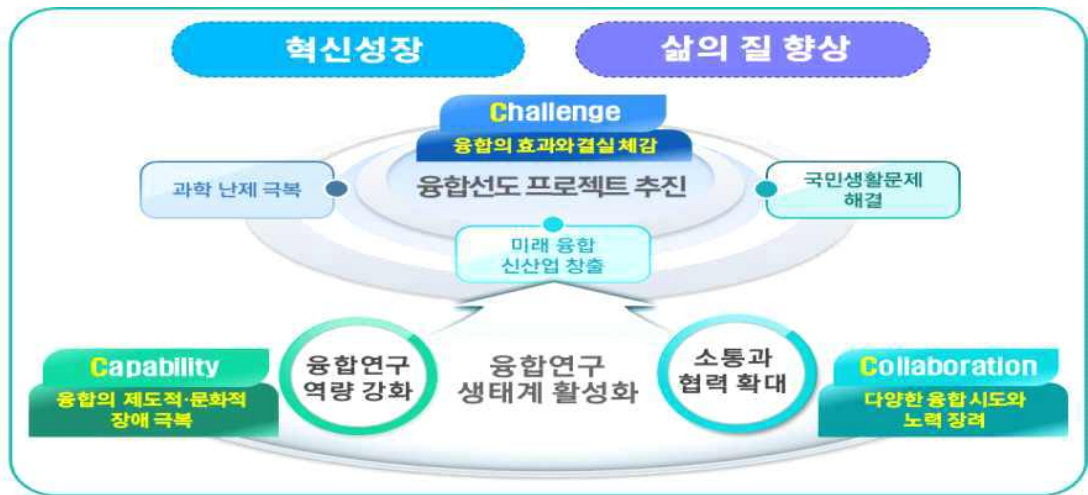 혁신성장
삶의 질 향상
Challenge
융합의 효과와 결실 체감
융합선도 프로젝트 추진
과학 난제 극복
국민생활문제
해결
미래 융합
신산업 창출
Capability
융합의 제도적·문화적
장애 극복
융합연구
역량 강화
융합연구
생태계 활성화
소통과
협력 확대
Collaboration
다양한 융합 시도와
노력 장려